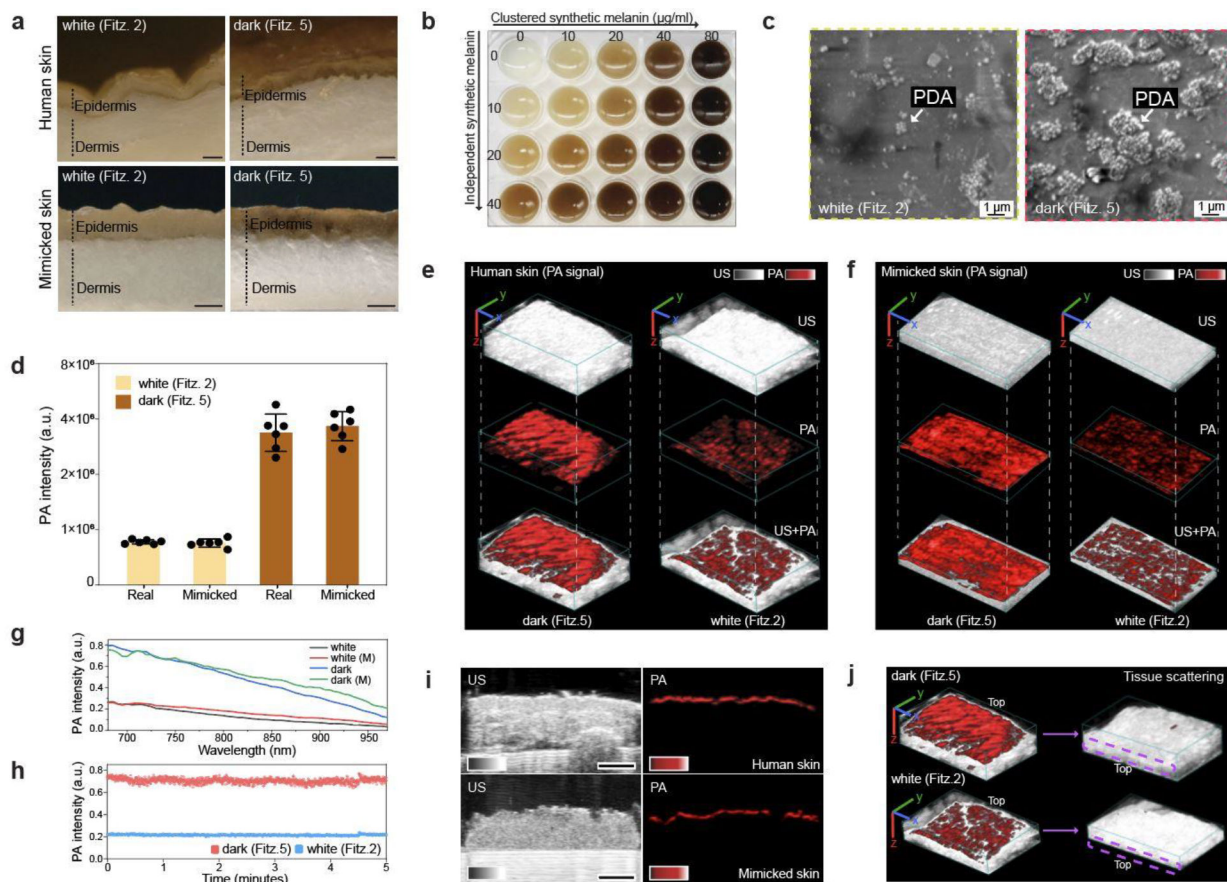 a
white (Fitz. 2)
dark (Fitz. 5)
Human skin
Epidermis
Dermis
Epidermis
Dermis
Mimicked skin
white (Fitz. 2)
dark (Fitz. 5)
Epidermis
Dermis
Epidermis
Dermis
b
Clustered synthetic melanin (µg/ml)
0 10 20 40 80
Independent synthetic melanin
0
10
20
40
c
PDA
white (Fitz. 2)
1 µm
PDA
dark (Fitz. 5)
1 µm
d
PA intensity (a.u.)
8×10⁶
4×10⁶
2×10⁶
1×10⁶
0
white (Fitz. 2)
dark (Fitz. 5)
Real Mimicked Real Mimicked
e
Human skin (PA signal)
US PA
y
x
z
y
x
z
US
PA
US+PA
dark (Fitz.5)
white (Fitz.2)
f
Mimicked skin (PA signal)
US PA
y
x
z
y
x
z
US
PA
US+PA
dark (Fitz.5)
white (Fitz.2)
g
PA intensity (a.u.)
0.8
0.6
0.4
0.2
0.0
white
white (M)
dark
dark (M)
700 750 800 850 900 950
Wavelength (nm)
h
PA intensity (a.u.)
0.8
0.6
0.4
0.2
0.0
dark (Fitz.5)
white (Fitz.2)
0 1 2 3 4 5
Time (minutes)
i
US
PA
Human skin
US
PA
Mimicked skin
j
dark (Fitz.5)
Tissue scattering
y
x
z
Top
Top
white (Fitz.2)
y
x
z
Top
Top